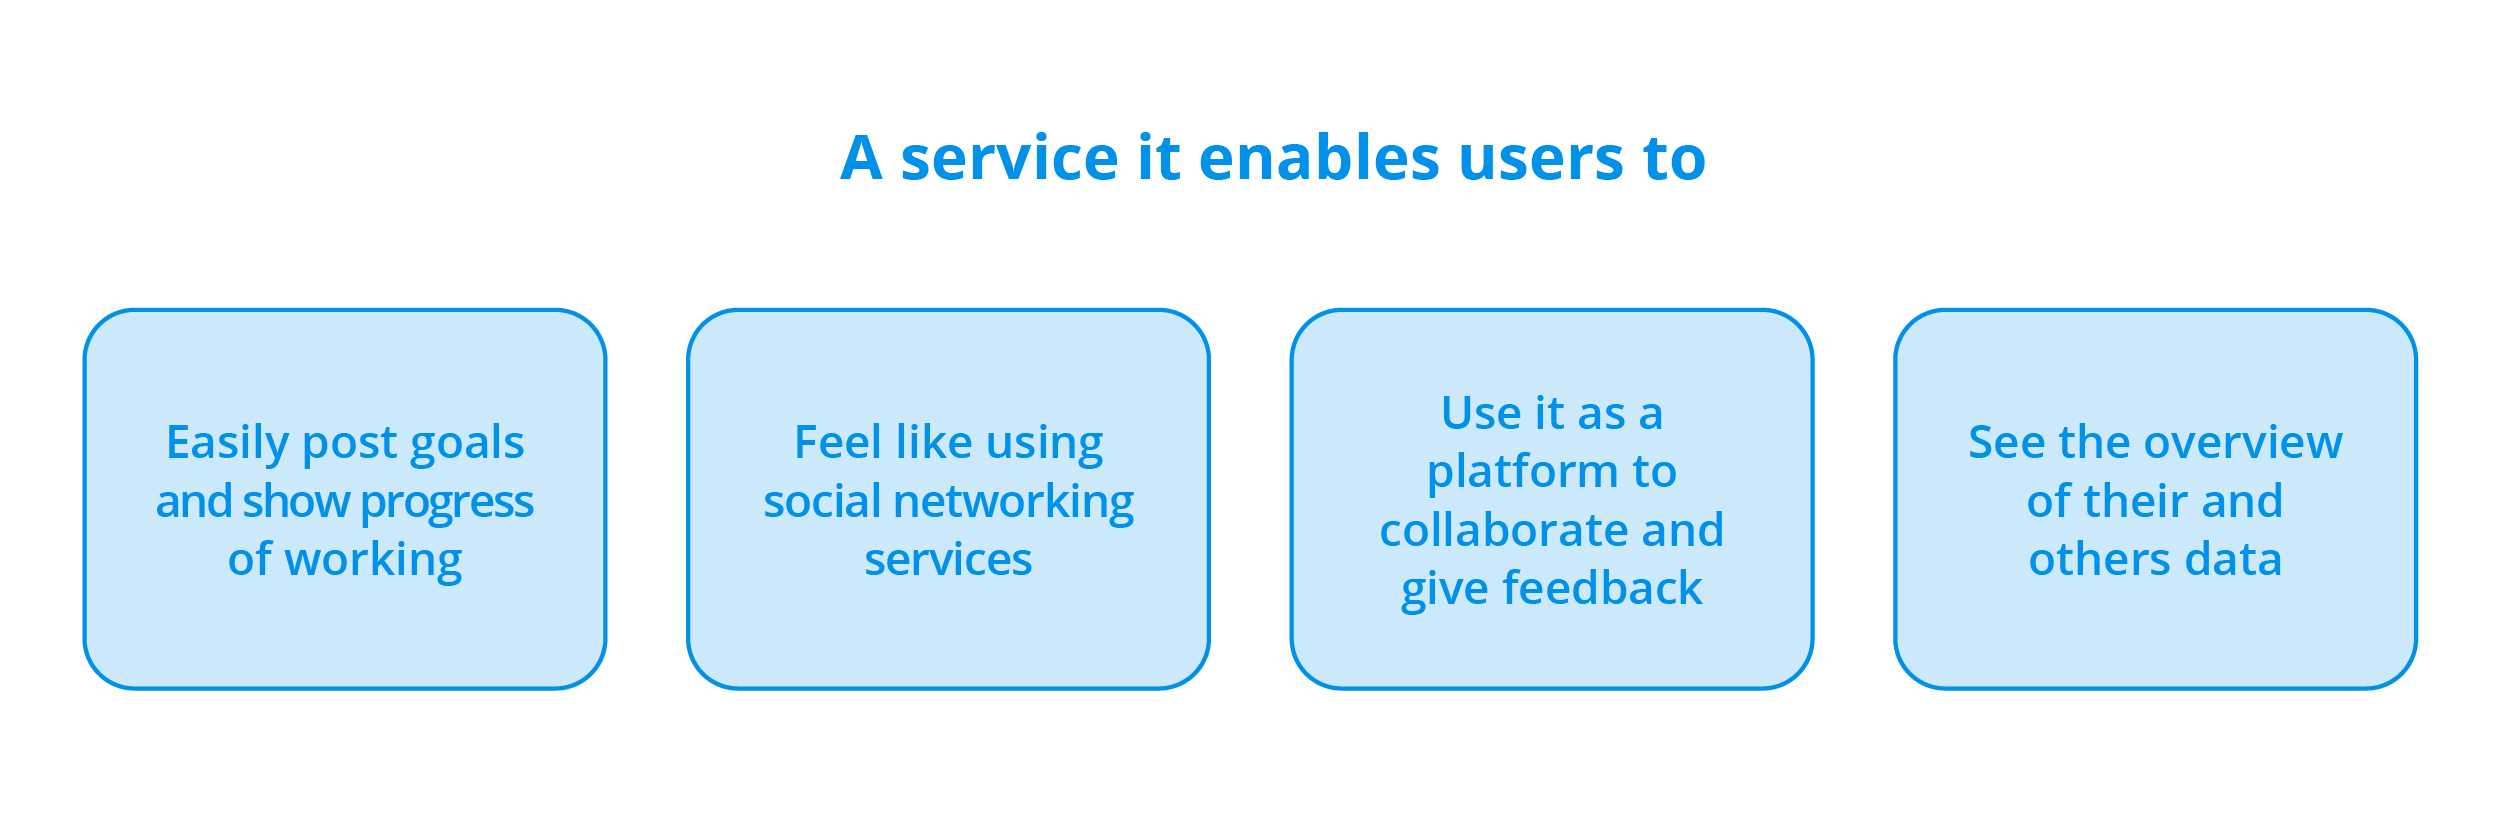 A service it enables users to
Easily post goals
and show progress
of working
Feel like using
social networking
services
Use it as a
platform to
collaborate and
give feedback
See the overview
of their and
others data